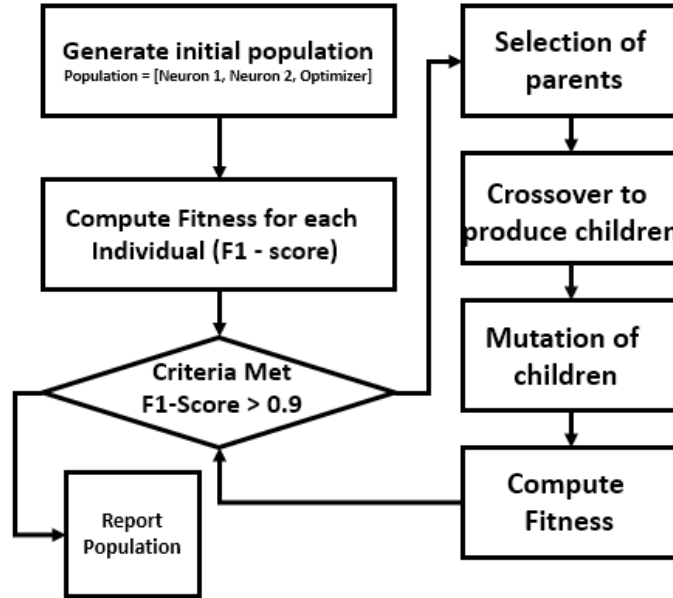 Generate initial population
Population = [Neuron 1, Neuron 2, Optimizer]
Compute Fitness for each
Individual (F1 - score)
Criteria Met
F1-Score > 0.9
Report
Population
Selection of
parents
Crossover to
produce children
Mutation of
children
Compute
Fitness